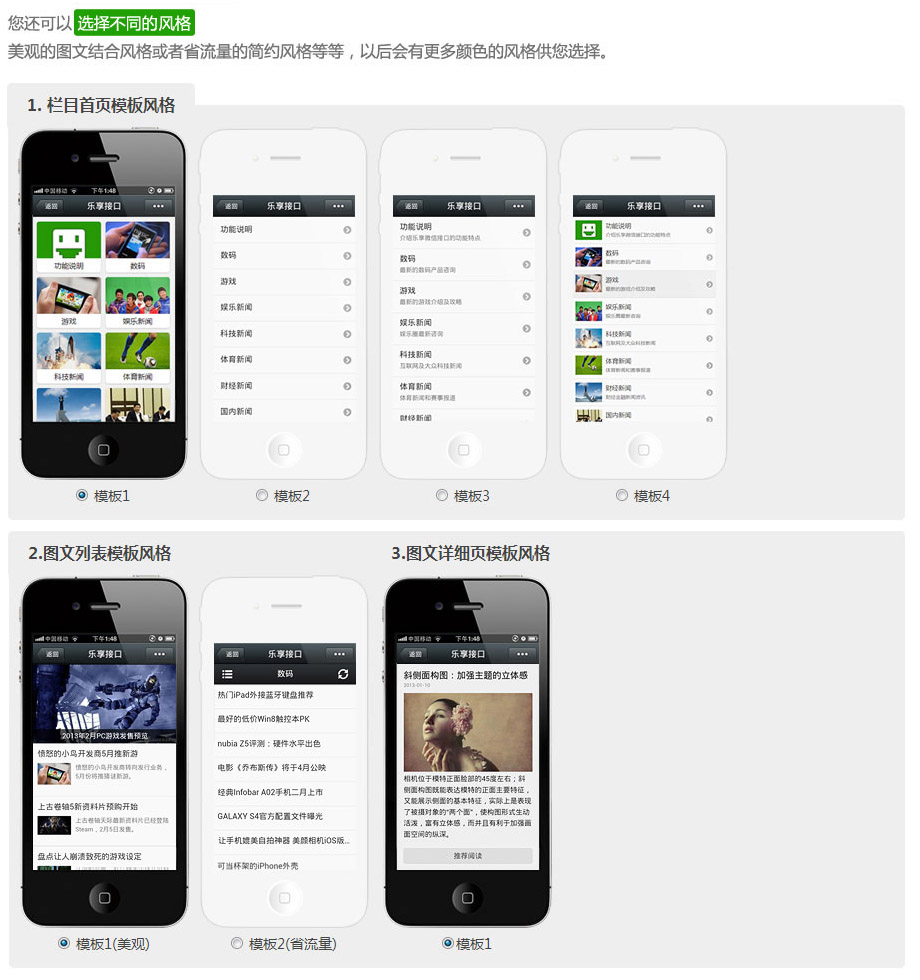 您还可以 选择不同的风格
美观的图文结合风格或者省流量的简约风格等等，以后会有更多颜色的风格供您选择。
1. 栏目首页模板风格
中国移动 下午1:48
返回 乐享接口
功能说明 数码
游戏 娱乐新闻
科技新闻 体育新闻
模板1
返回 乐享接口
功能说明
数码
游戏
娱乐新闻
科技新闻
体育新闻
财经新闻
国内新闻
模板2
返回 乐享接口
功能说明
介绍乐享微信接口的功能特点
数码
最新的数码产品咨询
游戏
最新的游戏介绍及攻略
娱乐新闻
娱乐圈最新咨询
科技新闻
互联网及大众科技新闻
体育新闻
体育新闻和赛事报道
财经新闻
模板3
返回 乐享接口
功能说明
介绍乐享微信接口的功能特点
数码
最新的数码产品咨询
游戏
最新的游戏介绍及攻略
娱乐新闻
娱乐圈最新咨询
科技新闻
互联网及大众科技新闻
体育新闻
体育新闻和赛事报道
财经新闻
财经金融新闻资讯
国内新闻
模板4
2.图文列表模板风格
中国移动 下午1:48
返回 乐享接口
2013年2月PC游戏发售预览
愤怒的小鸟开发商5月推新游
愤怒的小鸟开发商转向发行业务，
5月份将推猜谜新游。
上古卷轴5新资料片预购开始
上古卷轴天际最新资料片已经登陆
Steam，2月5日发售。
盘点让人崩溃致死的游戏设定
模板1(美观)
返回 乐享接口
数码
热门iPad外接蓝牙键盘推荐
最好的低价Win8触控本PK
nubia Z5评测：硬件水平出色
电影《乔布斯传》将于4月公映
经典Infobar A02手机二月上市
GALAXY S4官方配置文件曝光
让手机媲美自拍神器 美颜相机iOS版...
可当杯架的iPhone外壳
模板2(省流量)
3.图文详细页模板风格
中国移动 下午1:48
返回 乐享接口
斜侧面构图：加强主题的立体感
2013-01-10
相机位于模特正面脸部的45度左右；斜
侧面构图既能表达模特的正面主要特征，
又能展示侧面的基本特征，实际上是表现
了被摄对象的“两个面”，使构图形式生动
活泼，富有立体感，而并且有利于加强画
面空间的纵深。
推荐阅读
模板1